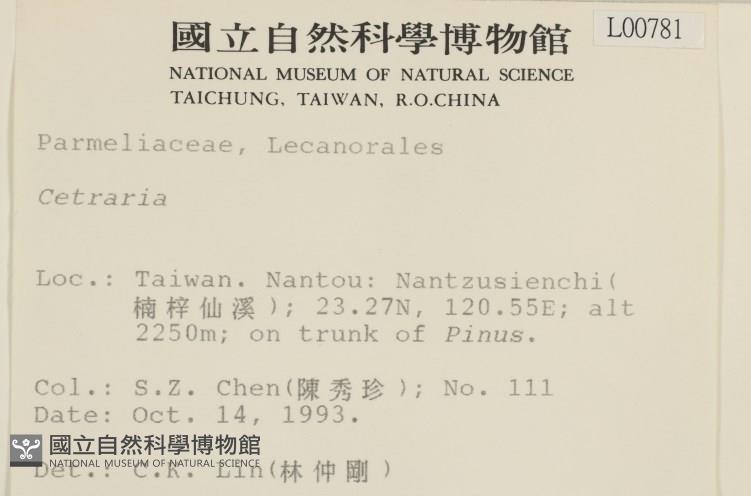 國立自然科學博物館
L00781
NATIONAL MUSEUM OF NATURAL SCIENCE
TAICHUNG, TAIWAN, R.O.CHINA
Parmeliaceae, Lecanorales
Cetraria
Loc.: Taiwan. Nantou: Nantzusienchi(
楠梓仙溪); 23.27N, 120.55E; alt
2250m; on trunk of Pinus.
Col.: S.Z. Chen(陳秀珍); No. 111
Date: Oct. 14, 1993.
國立自然科學博物館
NATIONAL MUSEUM OF NATURAL SCIENCE
Det.: C.K. Lin(林仲剛)